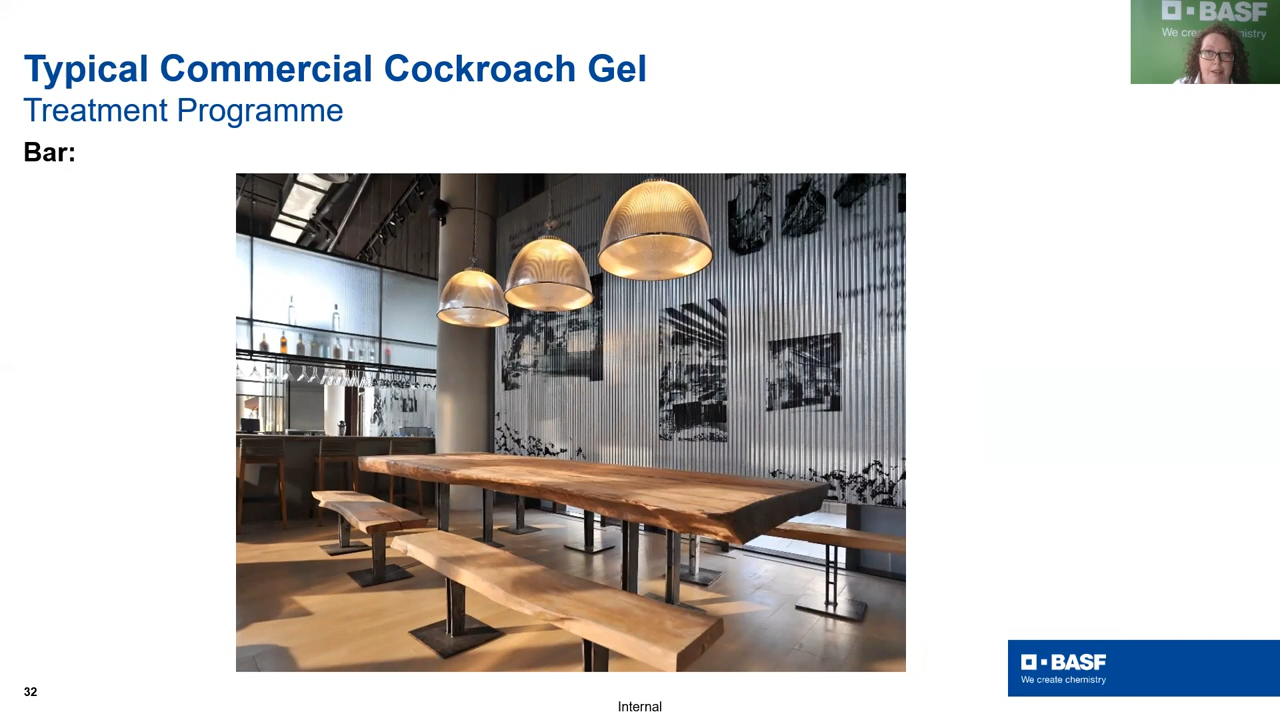 Typical Commercial Cockroach Gel
Treatment Programme
Bar:
BASF
We create chemistry
BASF
We create chemistry
32
Internal